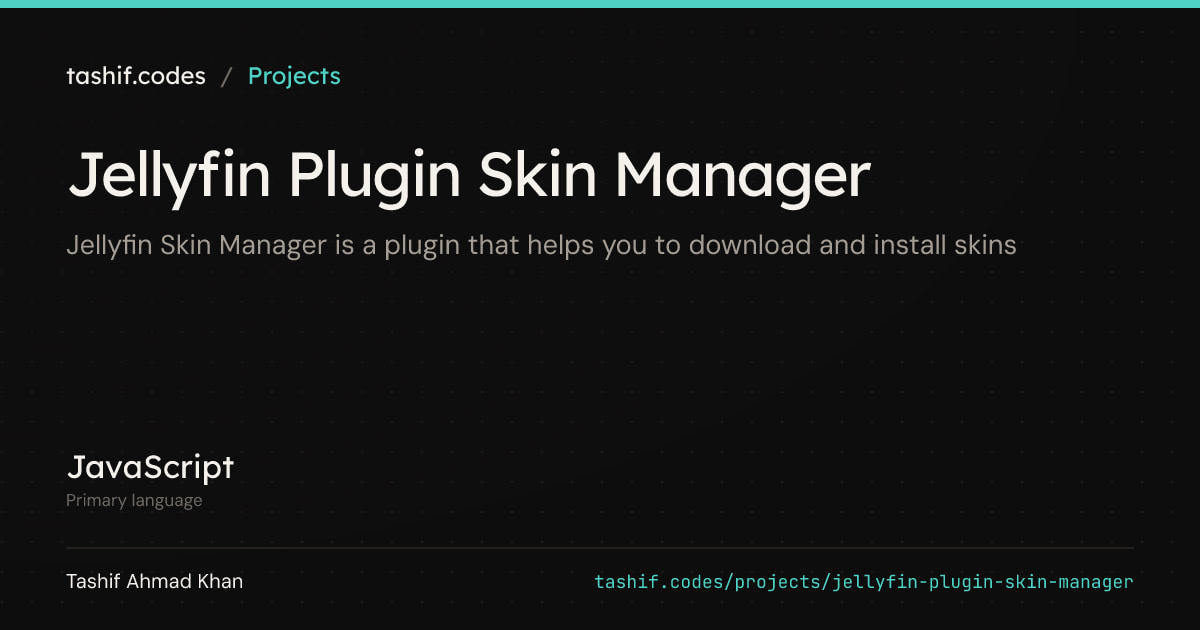 tashif.codes / Projects
Jellyfin Plugin Skin Manager
Jellyfin Skin Manager is a plugin that helps you to download and install skins
JavaScript
Primary language
Tashif Ahmad Khan
tashif.codes/projects/jellyfin-plugin-skin-manager